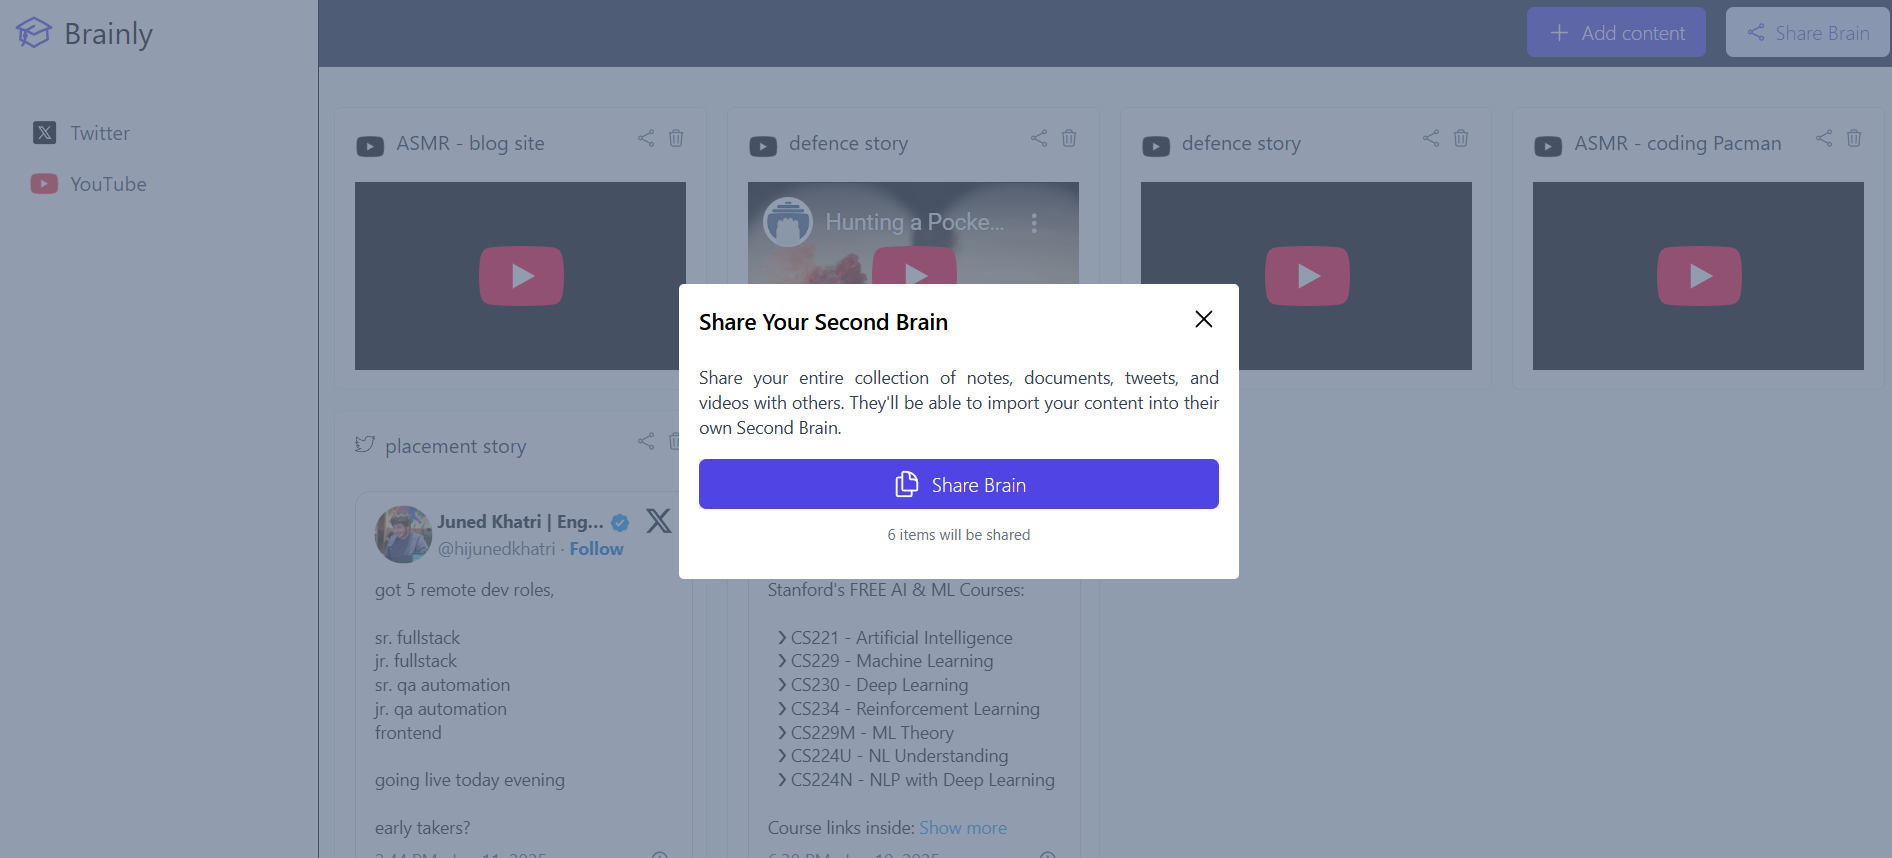 Brainly
Add content
Share Brain
Twitter
YouTube
ASMR - blog site
defence story
defence story
ASMR - coding Pacman
Hunting a Pocke...
Share Your Second Brain
Share your entire collection of notes, documents, tweets, and
videos with others. They'll be able to import your content into their
own Second Brain.
Share Brain
6 items will be shared
placement story
Juned Khatri | Eng...
@hijunedkhatri · Follow
got 5 remote dev roles,
sr. fullstack
jr. fullstack
sr. qa automation
jr. qa automation
frontend
going live today evening
early takers?
Stanford's FREE AI & ML Courses:
❯ CS221 - Artificial Intelligence
❯ CS229 - Machine Learning
❯ CS230 - Deep Learning
❯ CS234 - Reinforcement Learning
❯ CS229M - ML Theory
❯ CS224U - NL Understanding
❯ CS224N - NLP with Deep Learning
Course links inside: Show more